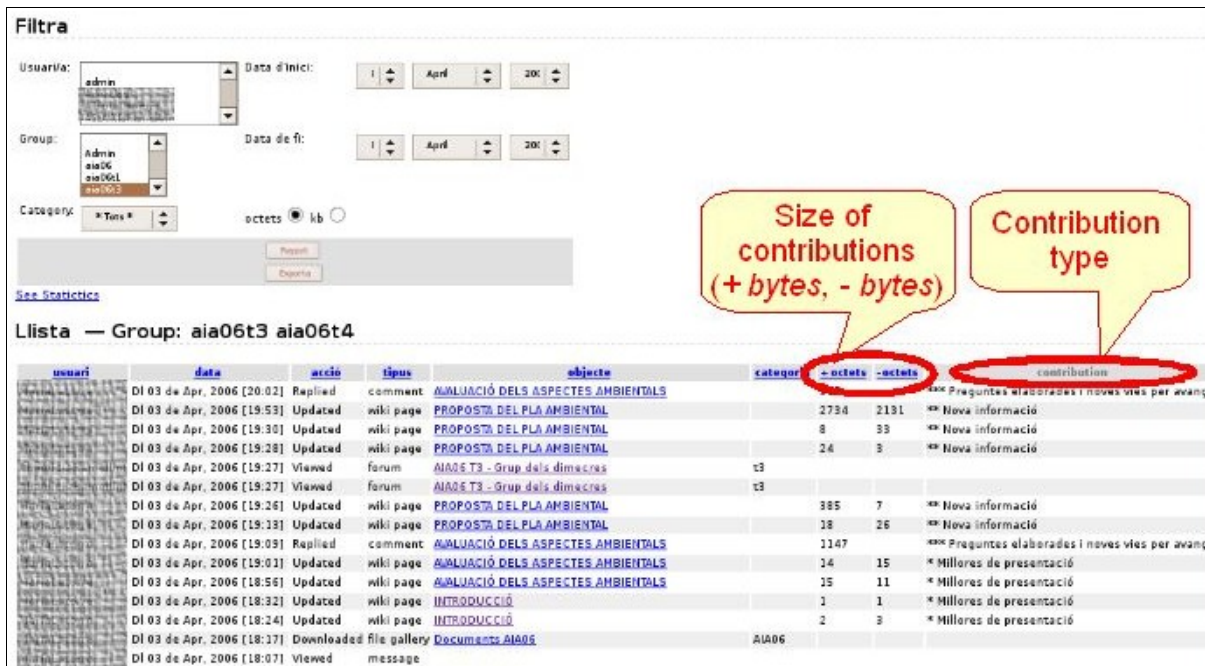 Filtra
Usuari/a:
admin
Data d'inici:
April
Group:
Admin
aia06
aia06t1
aia06t3
Data de fi:
April
Category:
* Tots *
octets kb
Report
Exporta
See Statictics
Size of
contributions
(+ bytes, - bytes)
Contribution
type
Llista — Group: aia06t3 aia06t4
usuari data acció tipus objecte categor + octets -octets contribution
Dl 03 de Apr, 2006 [20:02] Replied comment AVALUACIÓ DELS ASPECTES AMBIENTALS *** Preguntes elaborades i noves vies per avanç
Dl 03 de Apr, 2006 [19:53] Updated wiki page PROPOSTA DEL PLA AMBIENTAL 2734 2131 ** Nova informació
Dl 03 de Apr, 2006 [19:30] Updated wiki page PROPOSTA DEL PLA AMBIENTAL 8 33 ** Nova informació
Dl 03 de Apr, 2006 [19:28] Updated wiki page PROPOSTA DEL PLA AMBIENTAL 24 3 ** Nova informació
Dl 03 de Apr, 2006 [19:27] Viewed forum AIA06 T3 - Grup dels dimecres t3
Dl 03 de Apr, 2006 [19:27] Viewed forum AIA06 T3 - Grup dels dimecres t3
Dl 03 de Apr, 2006 [19:26] Updated wiki page PROPOSTA DEL PLA AMBIENTAL 385 7 ** Nova informació
Dl 03 de Apr, 2006 [19:13] Updated wiki page PROPOSTA DEL PLA AMBIENTAL 18 26 ** Nova informació
Dl 03 de Apr, 2006 [19:09] Replied comment AVALUACIÓ DELS ASPECTES AMBIENTALS 1147 *** Preguntes elaborades i noves vies per avanç
Dl 03 de Apr, 2006 [19:01] Updated wiki page AVALUACIÓ DELS ASPECTES AMBIENTALS 14 15 * Millores de presentació
Dl 03 de Apr, 2006 [18:56] Updated wiki page AVALUACIÓ DELS ASPECTES AMBIENTALS 15 11 * Millores de presentació
Dl 03 de Apr, 2006 [18:32] Updated wiki page INTRODUCCIÓ 1 1 * Millores de presentació
Dl 03 de Apr, 2006 [18:24] Updated wiki page INTRODUCCIÓ 2 3 * Millores de presentació
Dl 03 de Apr, 2006 [18:17] Downloaded file gallery Documents AIA06 AIA06
Dl 03 de Apr, 2006 [18:07] Viewed message